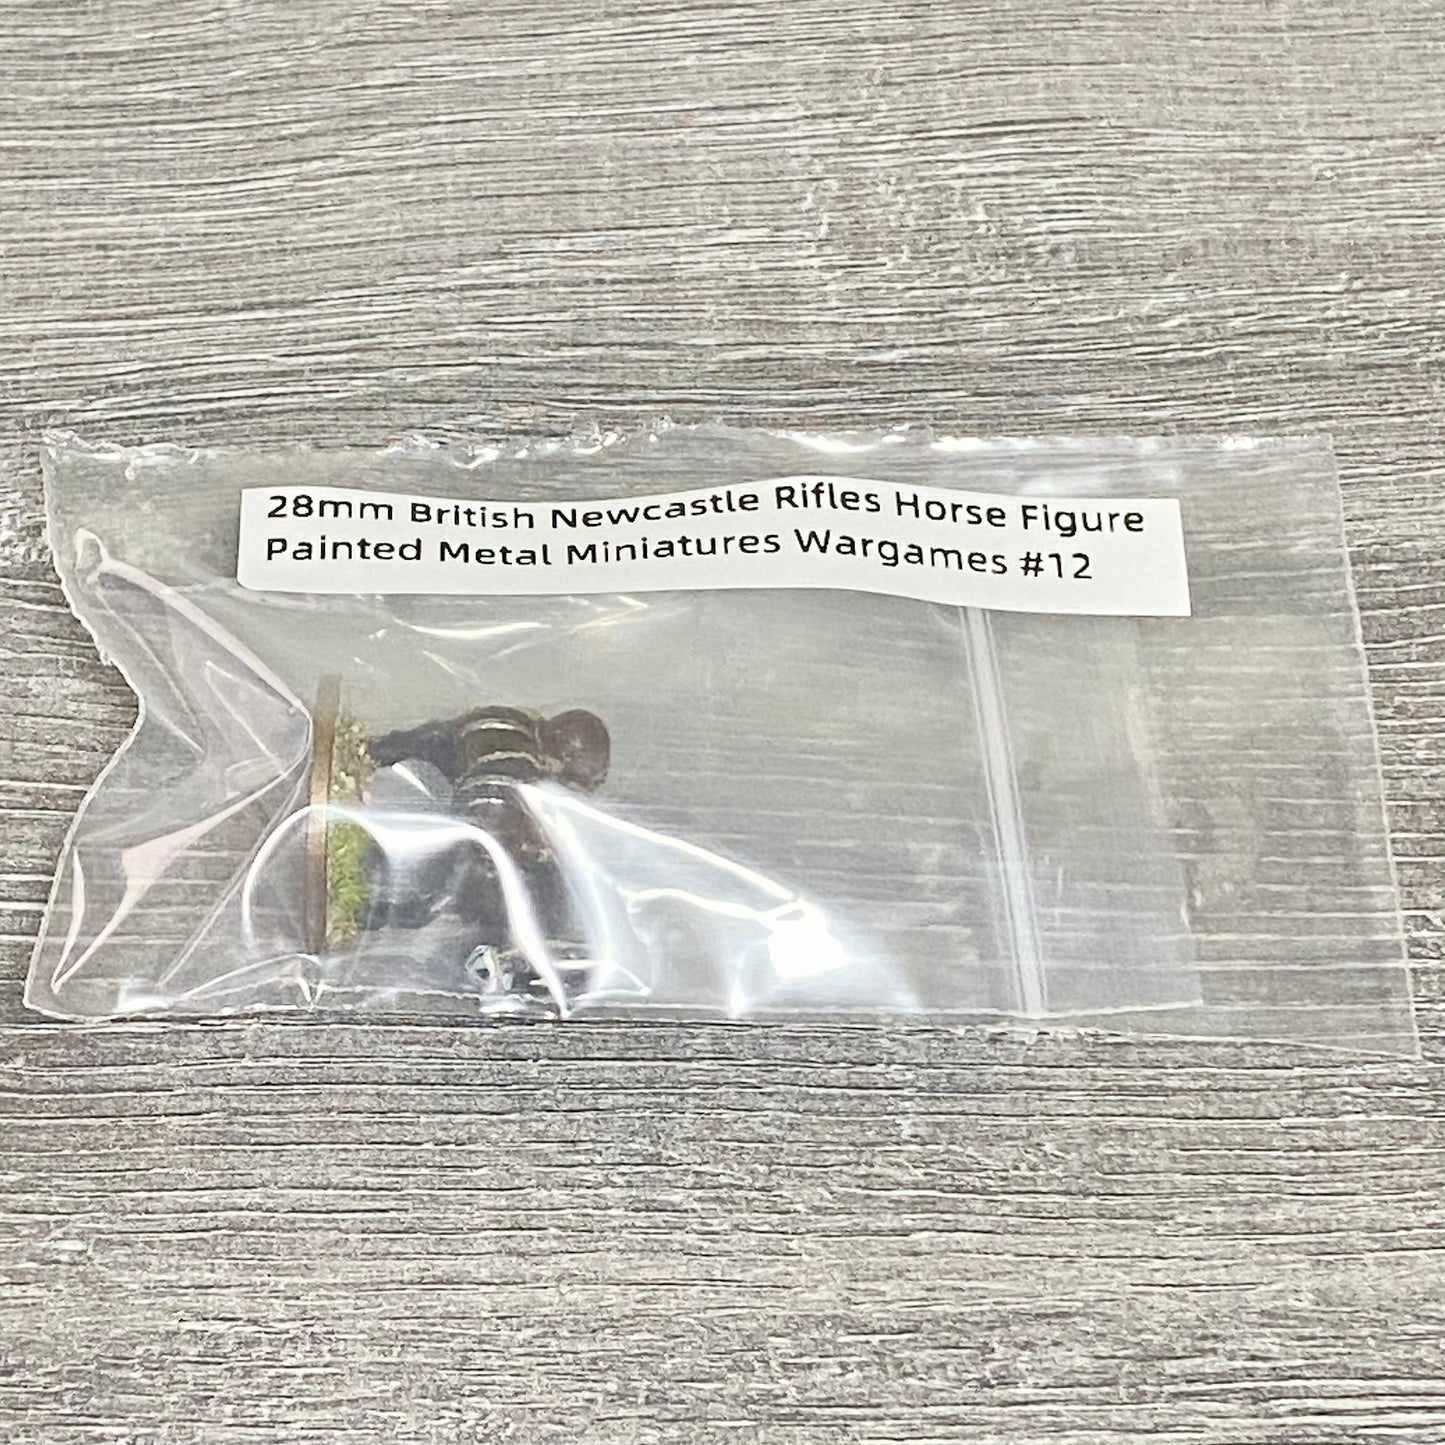 28mm British Newcastle Rifles Horse Figure
Painted Metal Miniatures Wargames #12